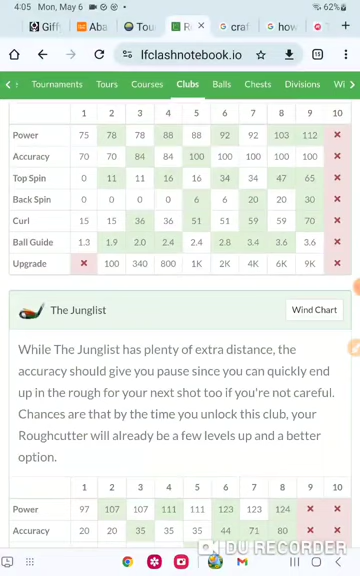 4:05 Mon, May 6 62%
Giffy Aba Tou R graf how T
lfclashnotebook.io 15
s Tournaments Tours Courses Clubs Balls Chests Divisions Wi
1 2 3 4 5 6 7 8 9 10
Power 75 78 78 88 88 92 92 103 112 ×
Accuracy 70 70 84 84 100 100 100 100 100 ×
Top Spin 0 11 11 16 16 34 34 47 65 ×
Back Spin 0 0 0 0 6 6 20 20 30 ×
Curl 15 15 36 36 51 51 59 59 70 ×
Ball Guide 1.3 1.9 2.0 2.4 2.4 2.8 3.4 3.6 3.6 ×
Upgrade × 100 340 800 1K 2K 4K 6K 9K ×
The Junglist Wind Chart
While The Junglist has plenty of extra distance, the
accuracy should give you pause since you can quickly end
up in the rough for your next shot too if you're not careful.
Chances are that by the time you unlock this club, your
Roughcutter will already be a few levels up and a better
option.
1 2 3 4 5 6 7 8 9 10
Power 97 107 107 111 111 123 123 124 × ×
Accuracy 20 20 35 35 35 44 71 80 × ×
DU RECORDER